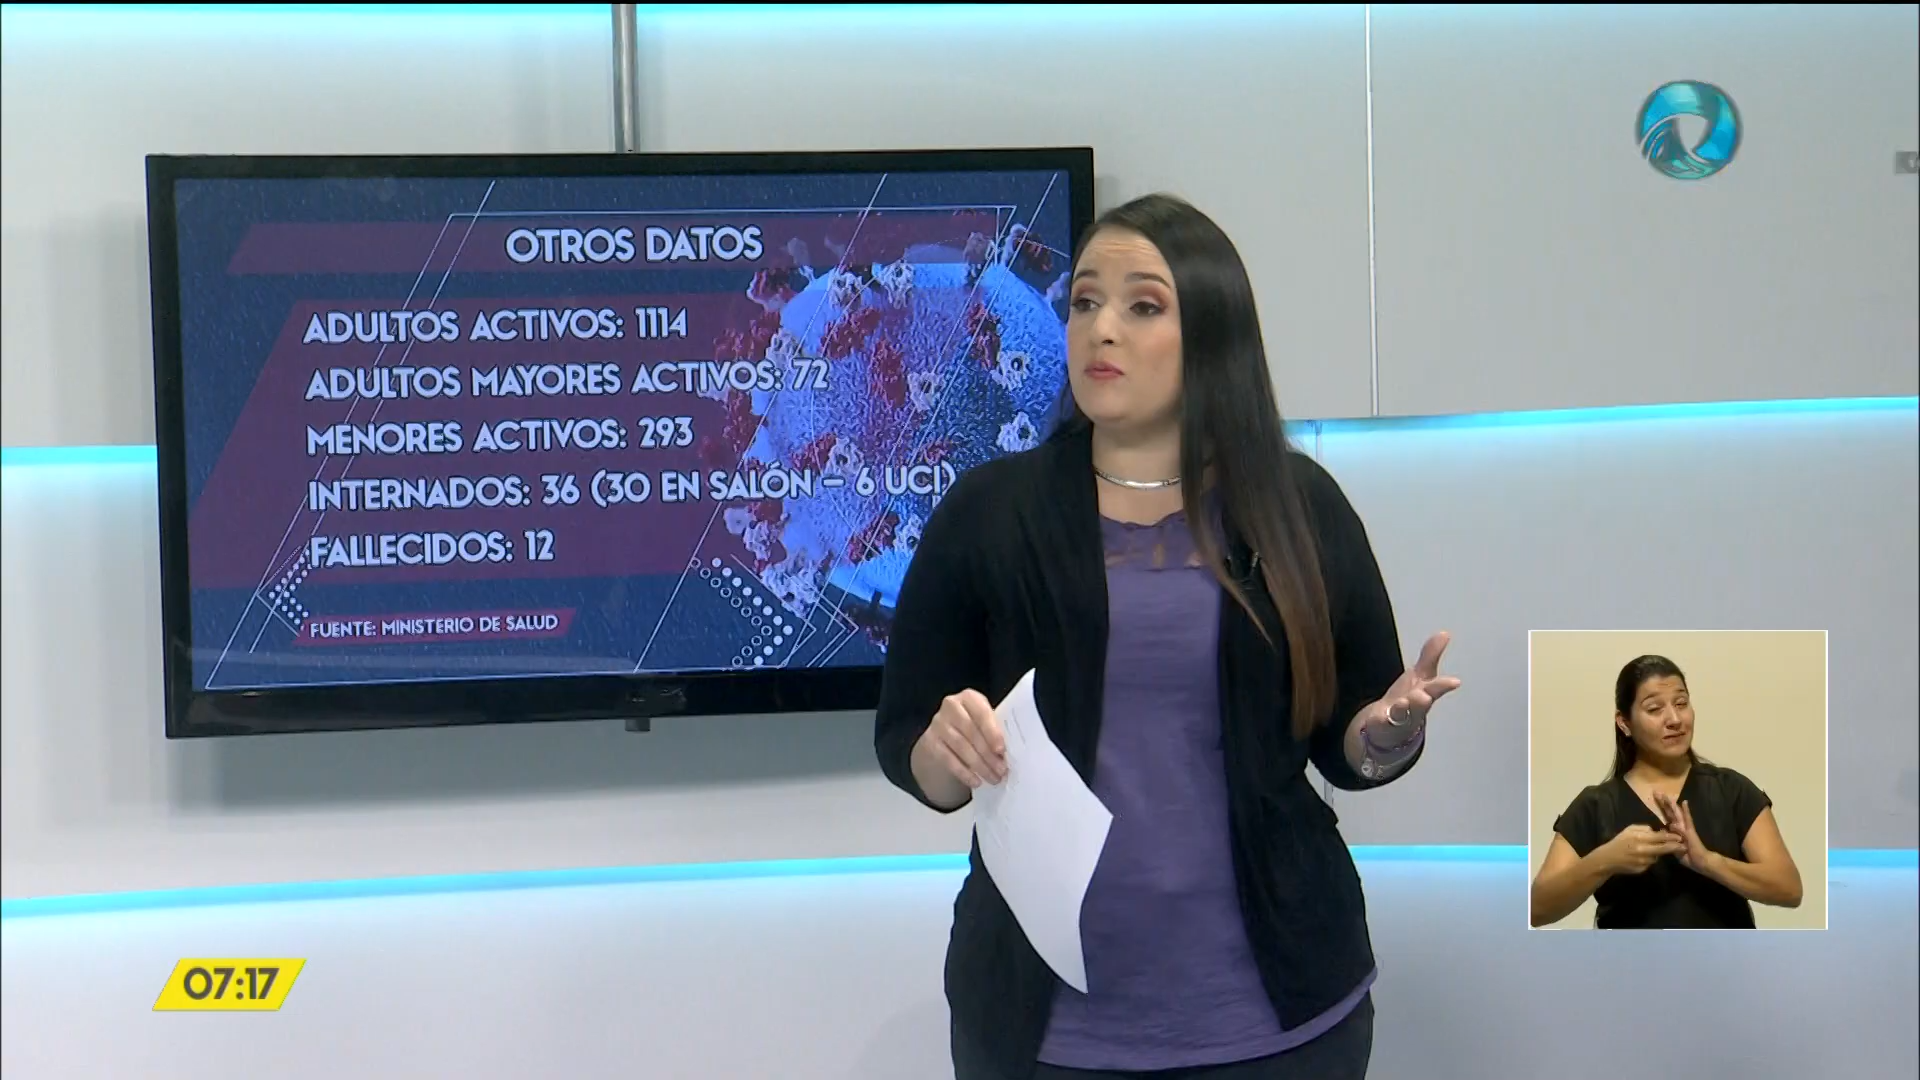 OTROS DATOS
ADULTOS ACTIVOS: 1114
ADULTOS MAYORES ACTIVOS: 72
MENORES ACTIVOS: 293
INTERNADOS: 36 (30 EN SALÓN – 6 UCI)
FALLECIDOS: 12
FUENTE: MINISTERIO DE SALUD
07:17